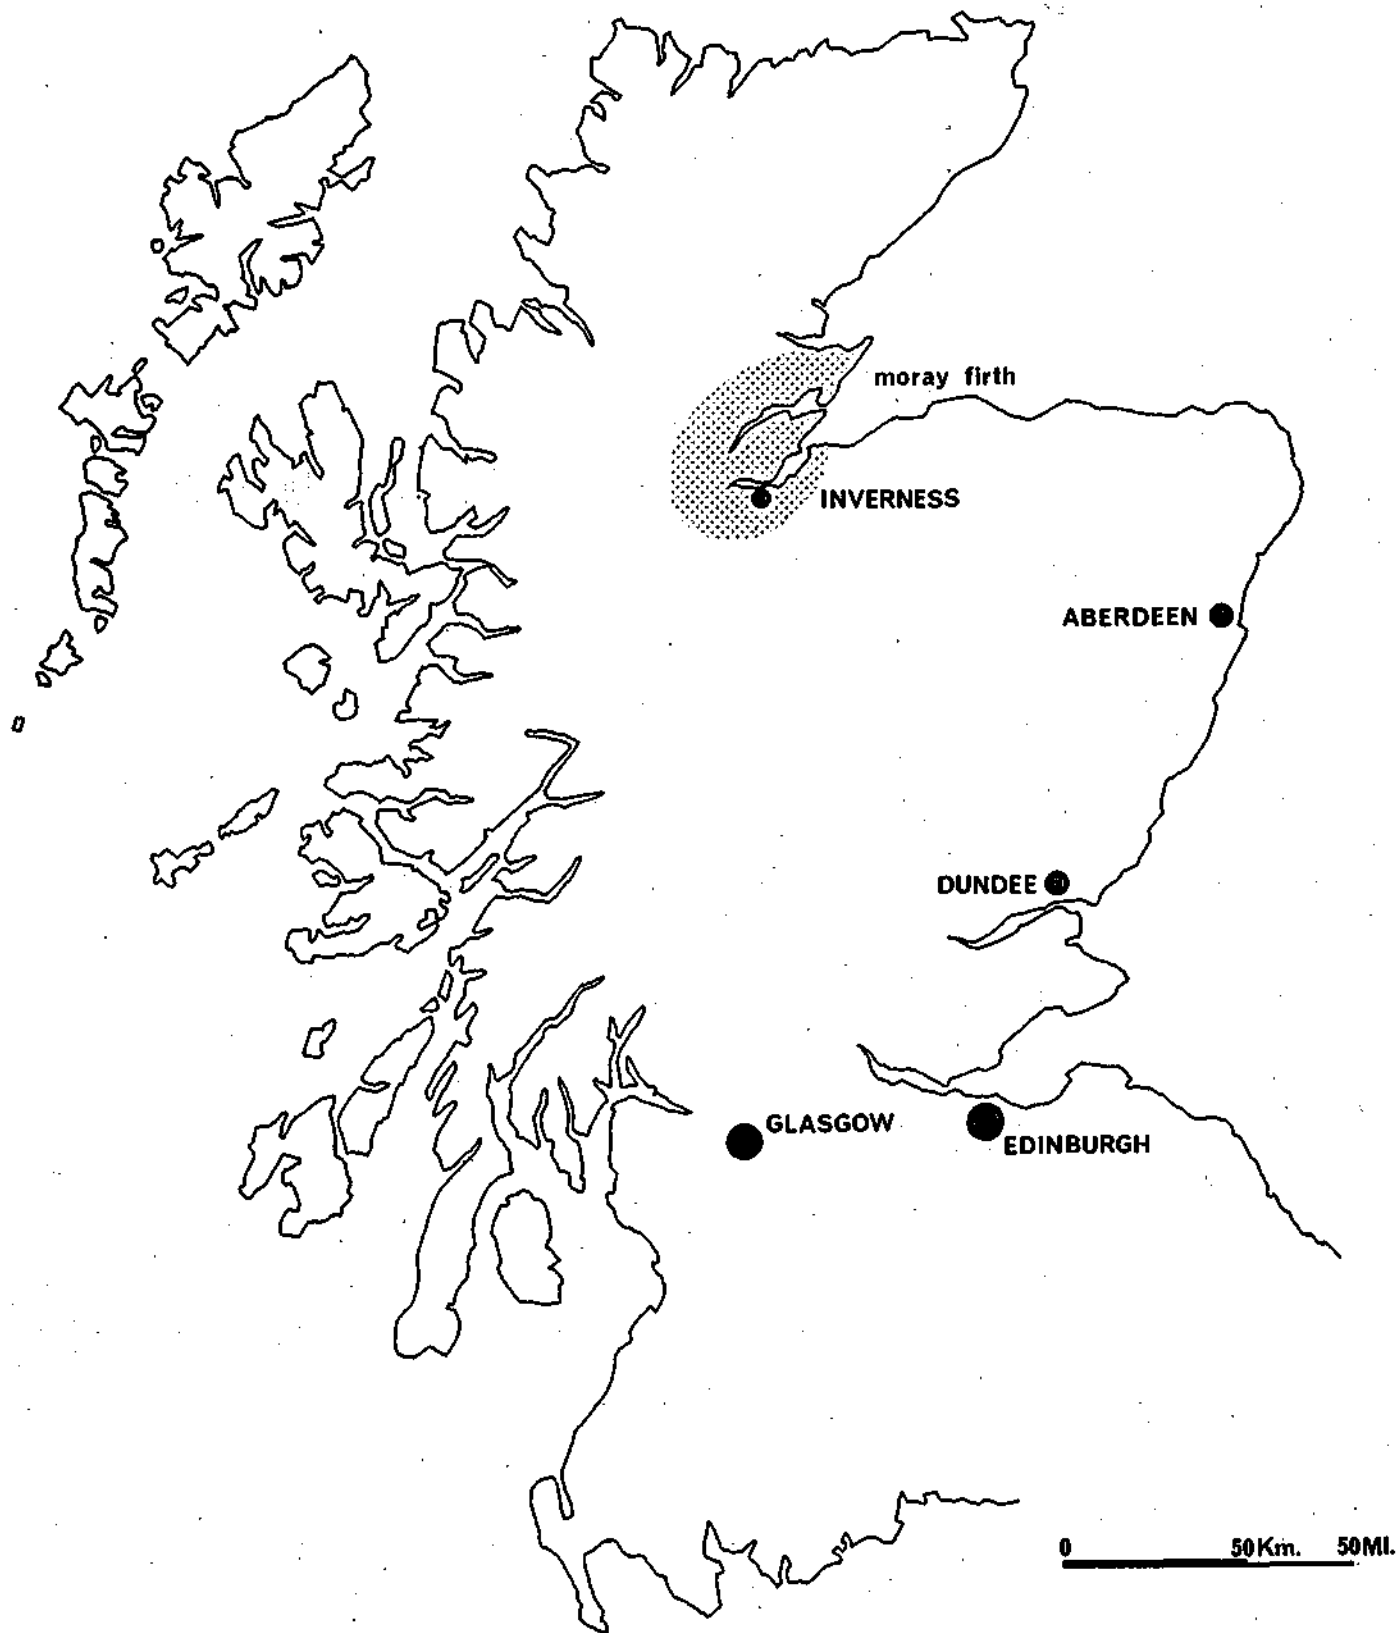 moray firth
INVERNESS
ABERDEEN
DUNDEE
GLASGOW
EDINBURGH
0 50Km. 50MI.